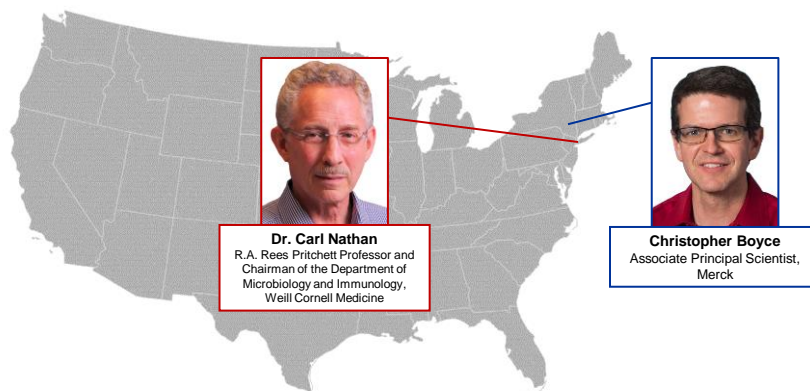 Dr. Carl Nathan
R.A. Rees Pritchett Professor and
Chairman of the Department of
Microbiology and Immunology,
Weill Cornell Medicine
Christopher Boyce
Associate Principal Scientist,
Merck